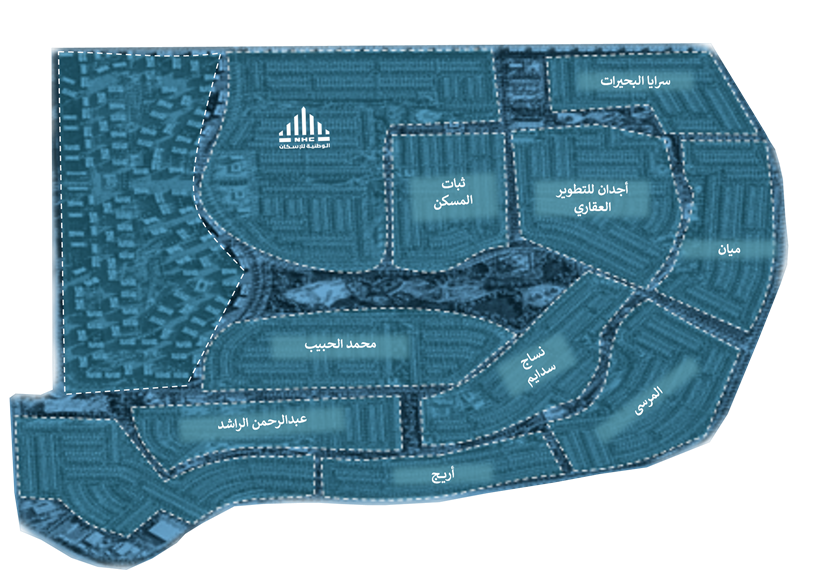 سرايا البحيرات
NHC
الوطنية للإسكان
ثبات
المسكن
أجدان للتطوير
العقاري
ميان
محمد الحبيب
نساج
سدايم
المرسى
عبدالرحمن الراشد
أريج